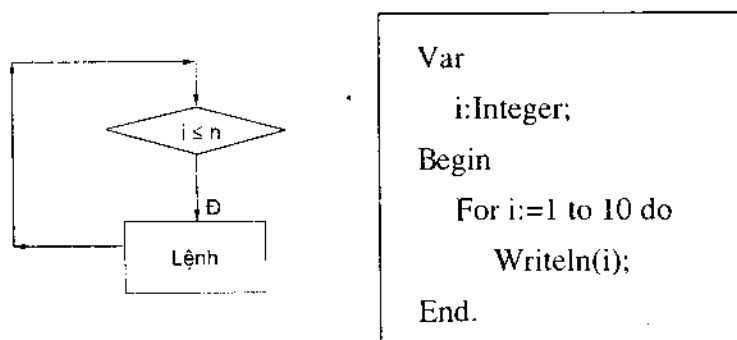 i ≤ n
Đ
Lệnh
Var
i:Integer;
Begin
For i:=1 to 10 do
Writeln(i);
End.